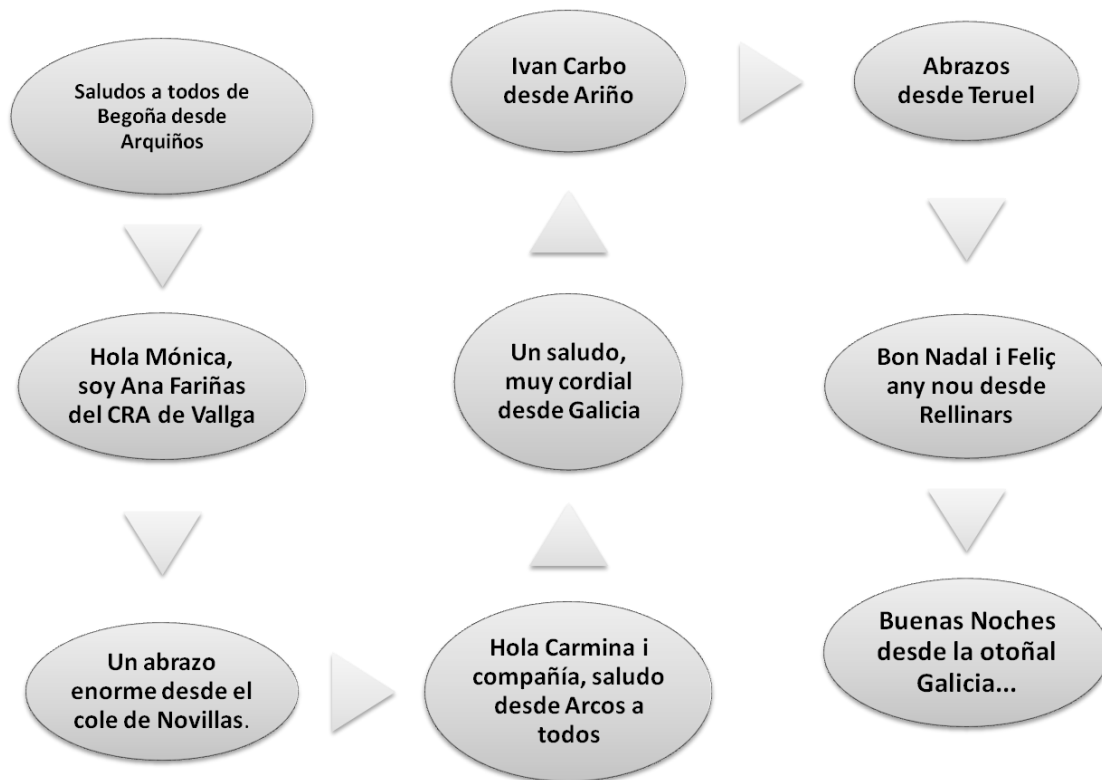 Saludos a todos de
Begoña desde
Arquiños
Hola Mónica,
soy Ana Fariñas
del CRA de Vallga
Un abrazo
enorme desde el
cole de Novillas.
Hola Carmina i
compañía, saludo
desde Arcos a
todos
Un saludo,
muy cordial
desde Galicia
Ivan Carbo
desde Ariño
Abrazos
desde Teruel
Bon Nadal i Feliç
any nou desde
Rellinars
Buenas Noches
desde la otoñal
Galicia...